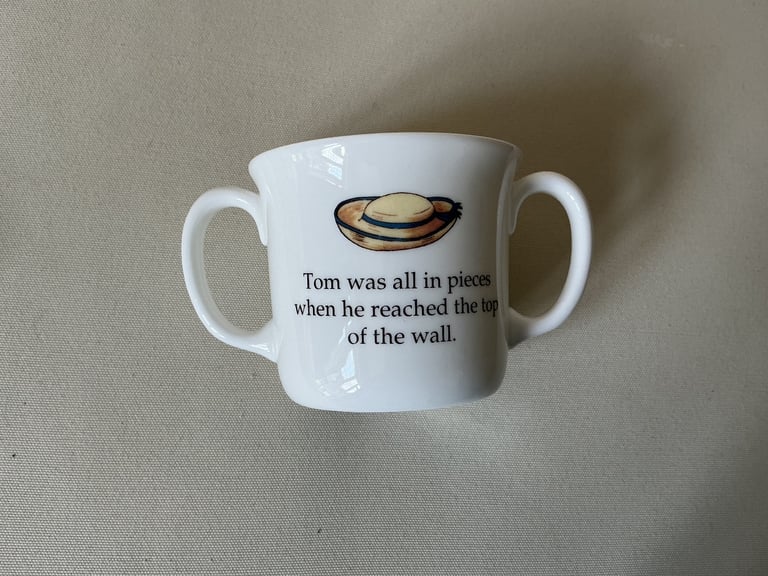 Tom was all in pieces
when he reached the top
of the wall.